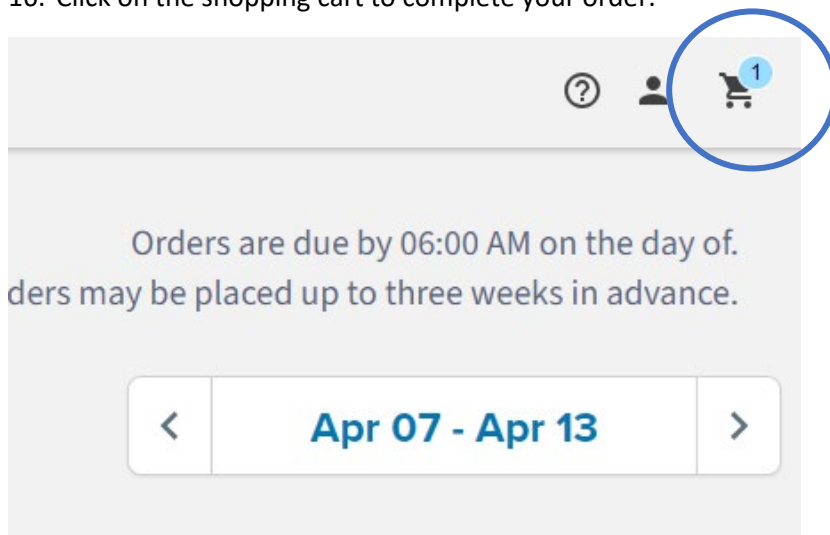 10. Click on the shopping cart to complete your order.
1
Orders are due by 06:00 AM on the day of.
ders may be placed up to three weeks in advance.
Apr 07 - Apr 13